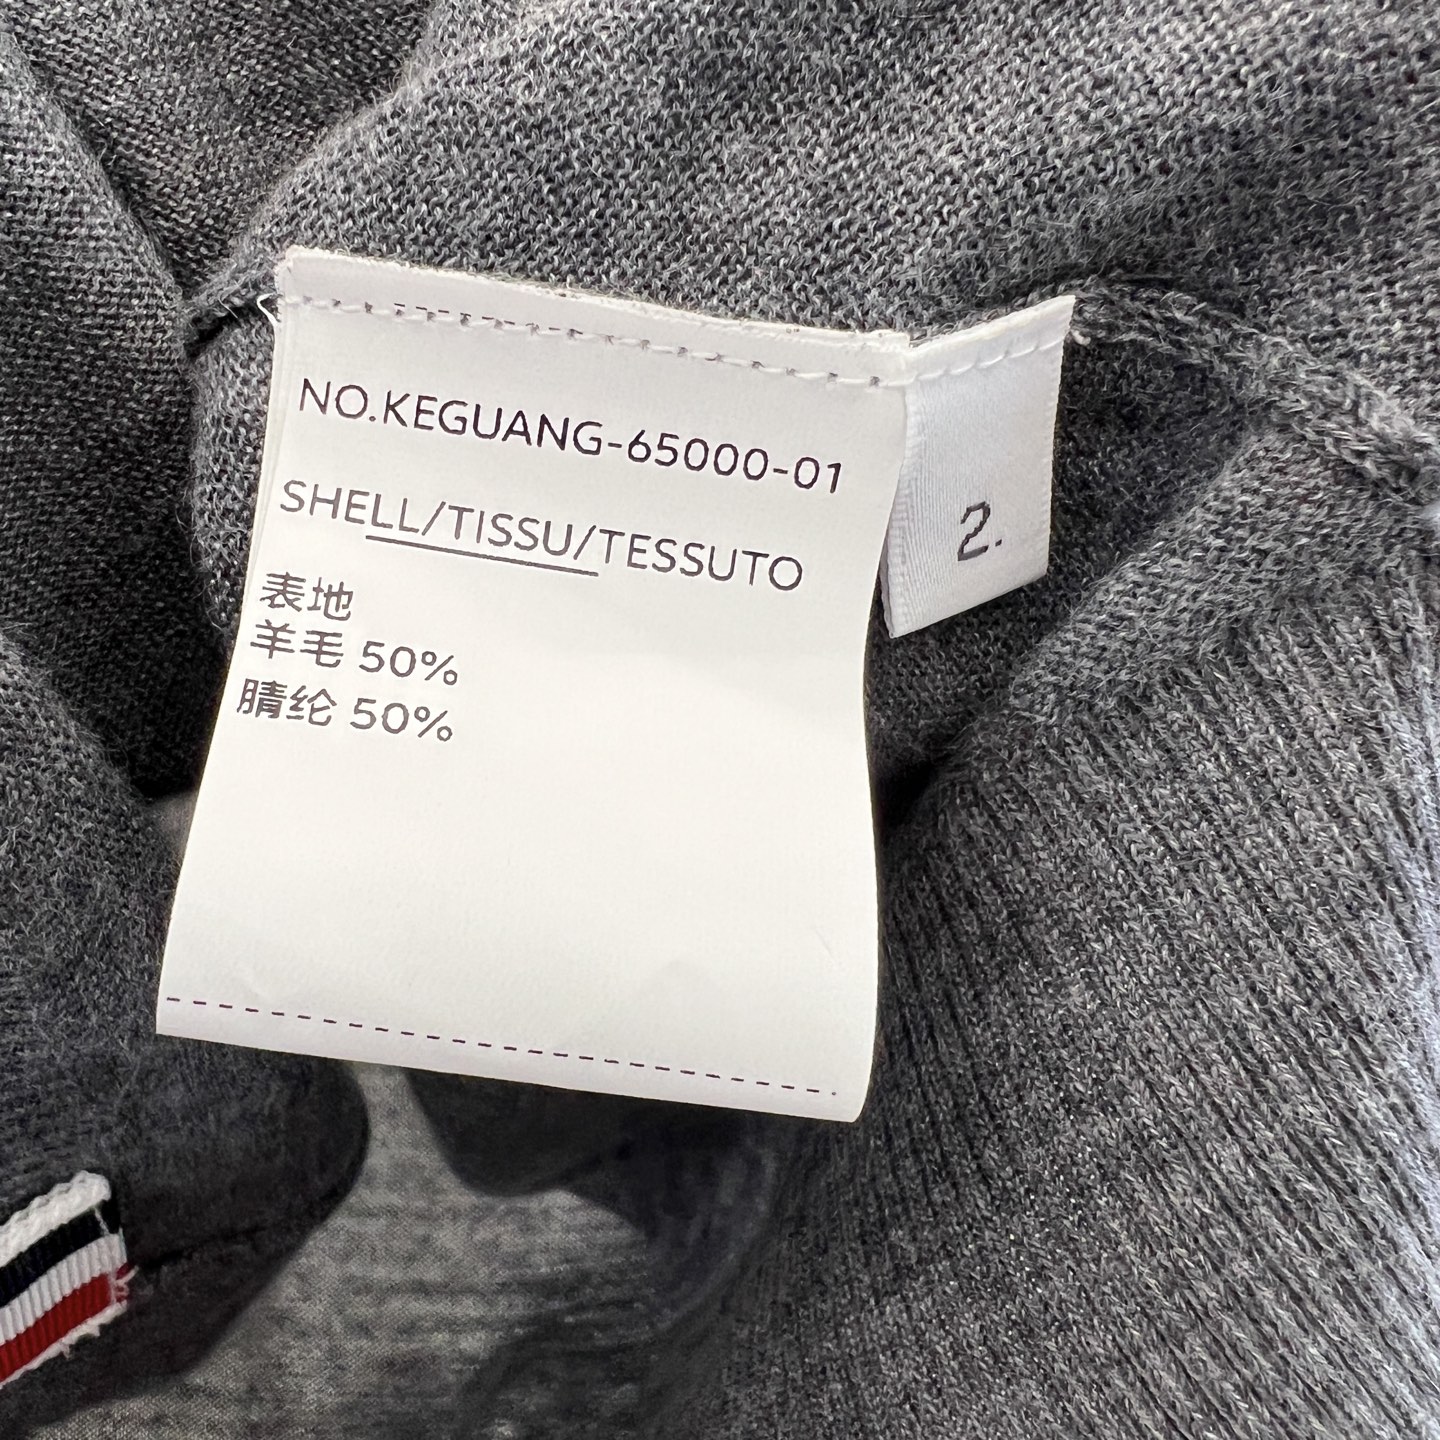 NO.KEGUANG-65000-01
SHELL/TISSU/TESSUTO
表地
羊毛 50%
腈纶 50%
2.